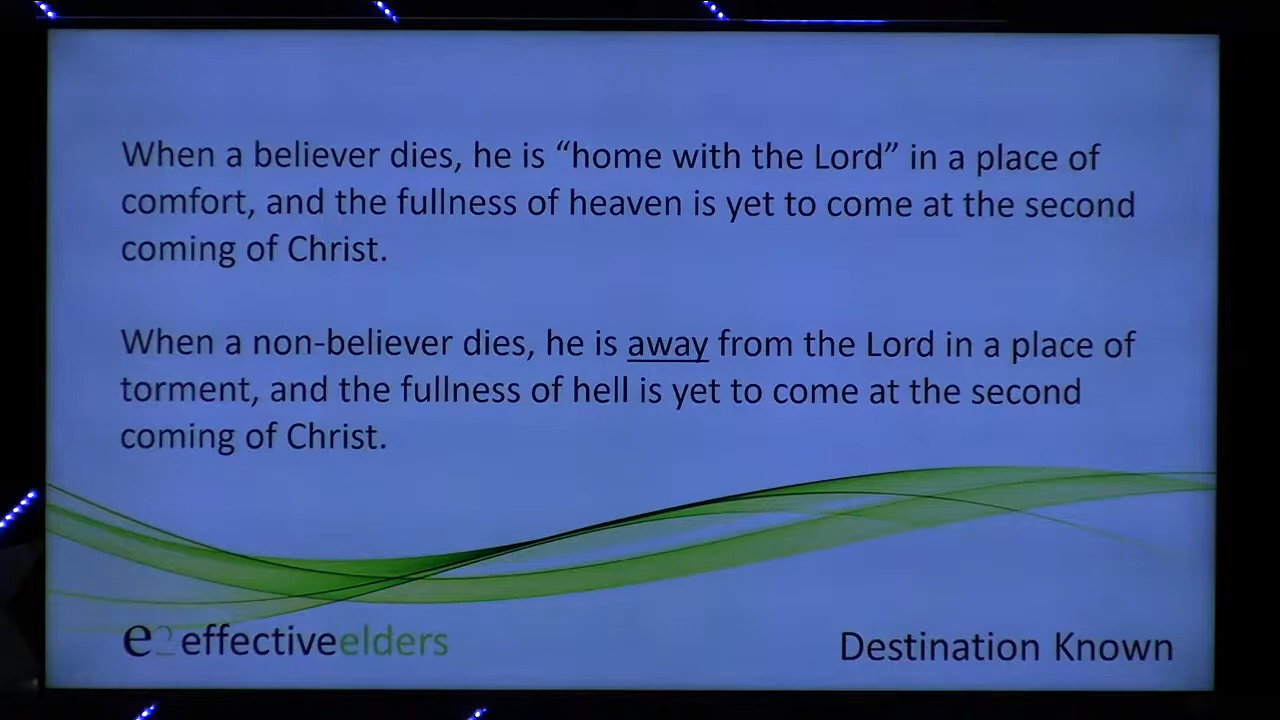 When a believer dies, he is “home with the Lord” in a place of
comfort, and the fullness of heaven is yet to come at the second
coming of Christ.
When a non-believer dies, he is away from the Lord in a place of
torment, and the fullness of hell is yet to come at the second
coming of Christ.
e2 effectiveelders
Destination Known